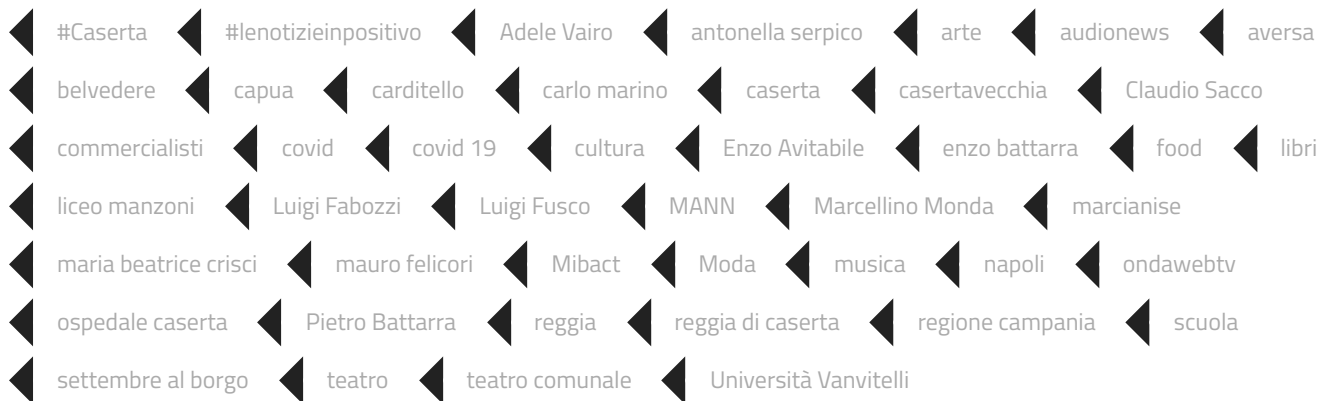 #Caserta #lenotizieinpositivo Adele Vairo antonella serpico arte audionews aversa
belvedere capua carditello carlo marino caserta casertavecchia Claudio Sacco
commercialisti covid covid 19 cultura Enzo Avitabile enzo battarra food libri
liceo manzoni Luigi Fabozzi Luigi Fusco MANN Marcellino Monda marcianise
maria beatrice crisci mauro felicori Mibact Moda musica napoli ondawebtv
ospedale caserta Pietro Battarra reggia reggia di caserta regione campania scuola
settembre al borgo teatro teatro comunale Università Vanvitelli